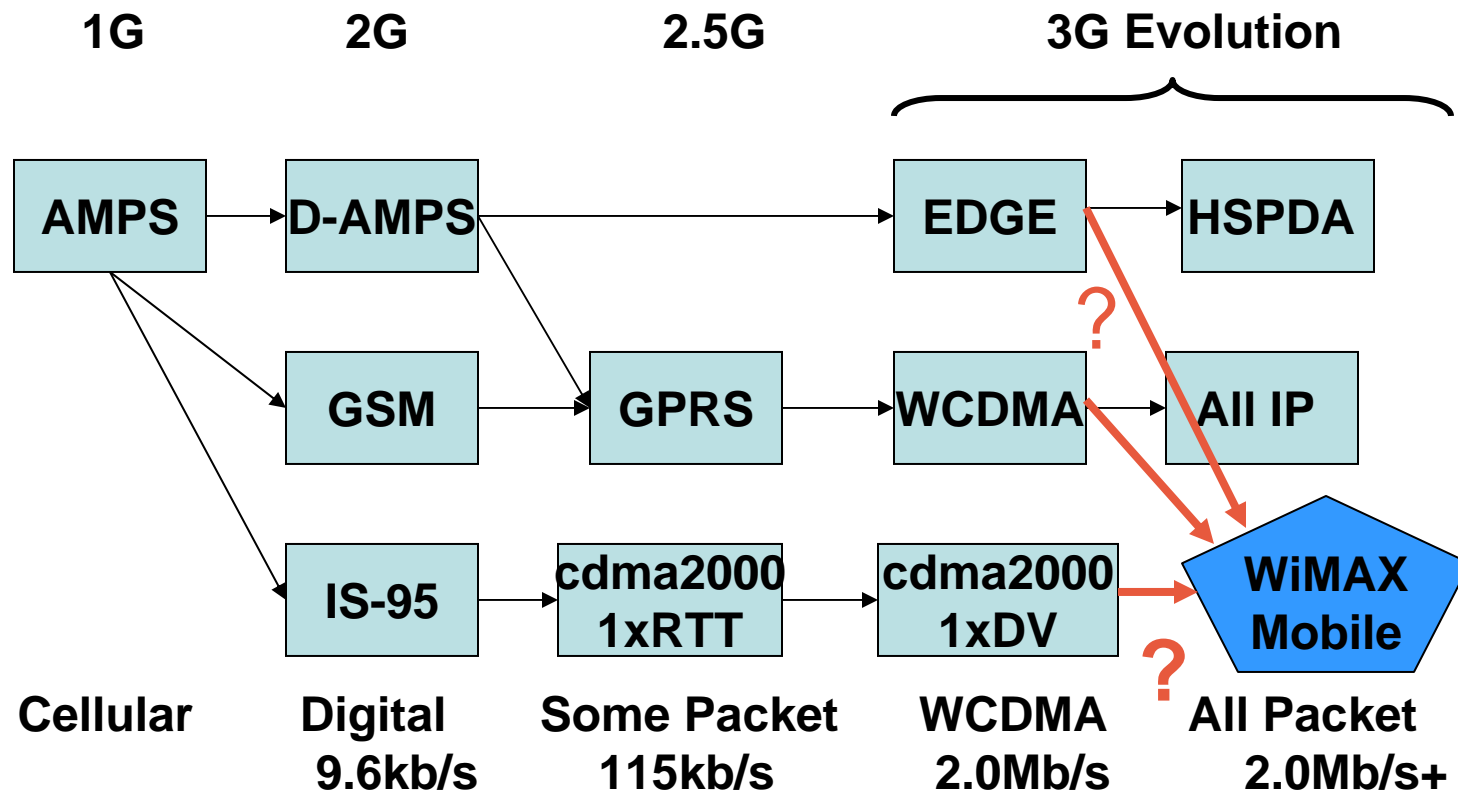 1G 2G 2.5G 3G Evolution
AMPS D-AMPS EDGE HSPDA
?
GSM GPRS WCDMA All IP
IS-95
cdma2000
1xRTT
cdma2000
1xDV
WiMAX
Mobile
?
Cellular Digital Some Packet WCDMA All Packet
9.6kb/s 115kb/s 2.0Mb/s 2.0Mb/s+